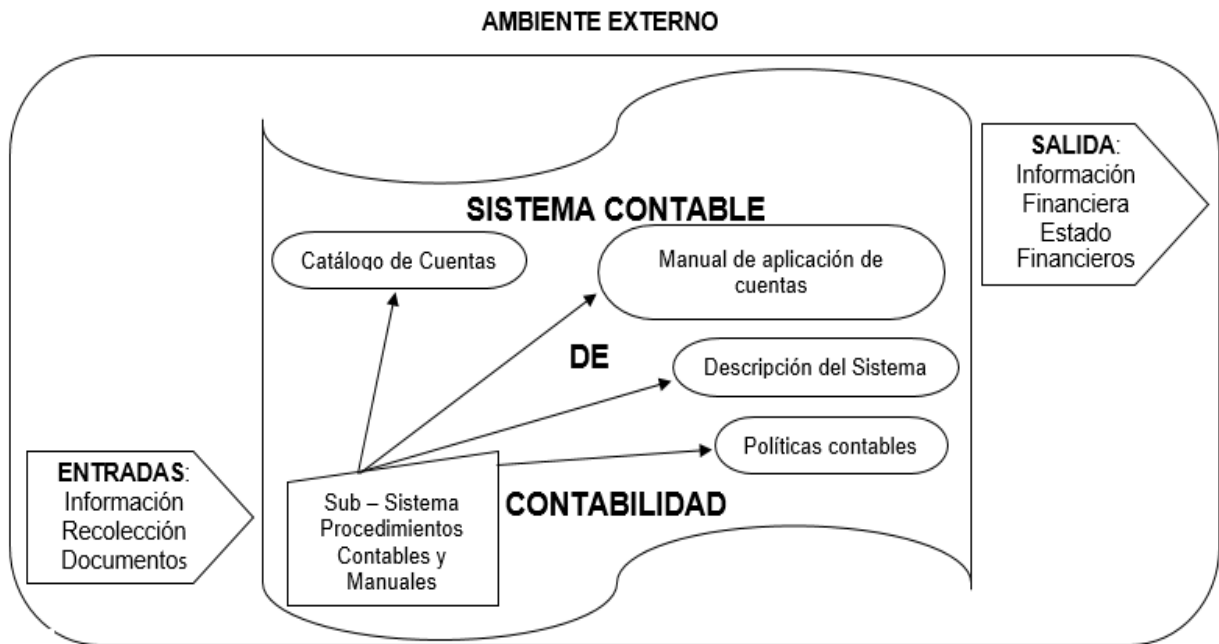 AMBIENTE EXTERNO
SALIDA:
Información
Financiera
Estado
Financieros
SISTEMA CONTABLE
Catálogo de Cuentas
Manual de aplicación de
cuentas
DE
Descripción del Sistema
Políticas contables
ENTRADAS:
Información
Recolección
Documentos
Sub – Sistema
Procedimientos
Contables y
Manuales
CONTABILIDAD